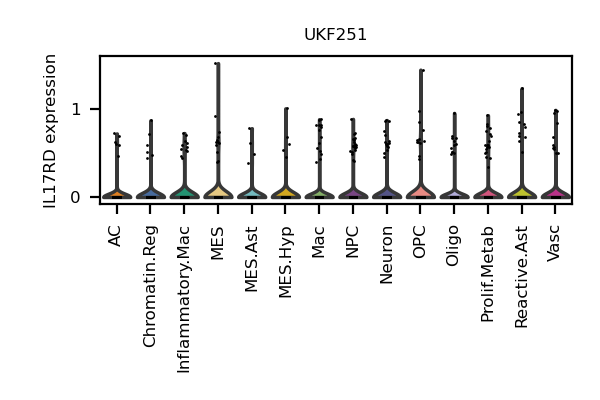 UKF251
IL17RD expression
1
0
AC
Chromatin.Reg
Inflammatory.Mac
MES
MES.Ast
MES.Hyp
Mac
NPC
Neuron
OPC
Oligo
Prolif.Metab
Reactive.Ast
Vasc